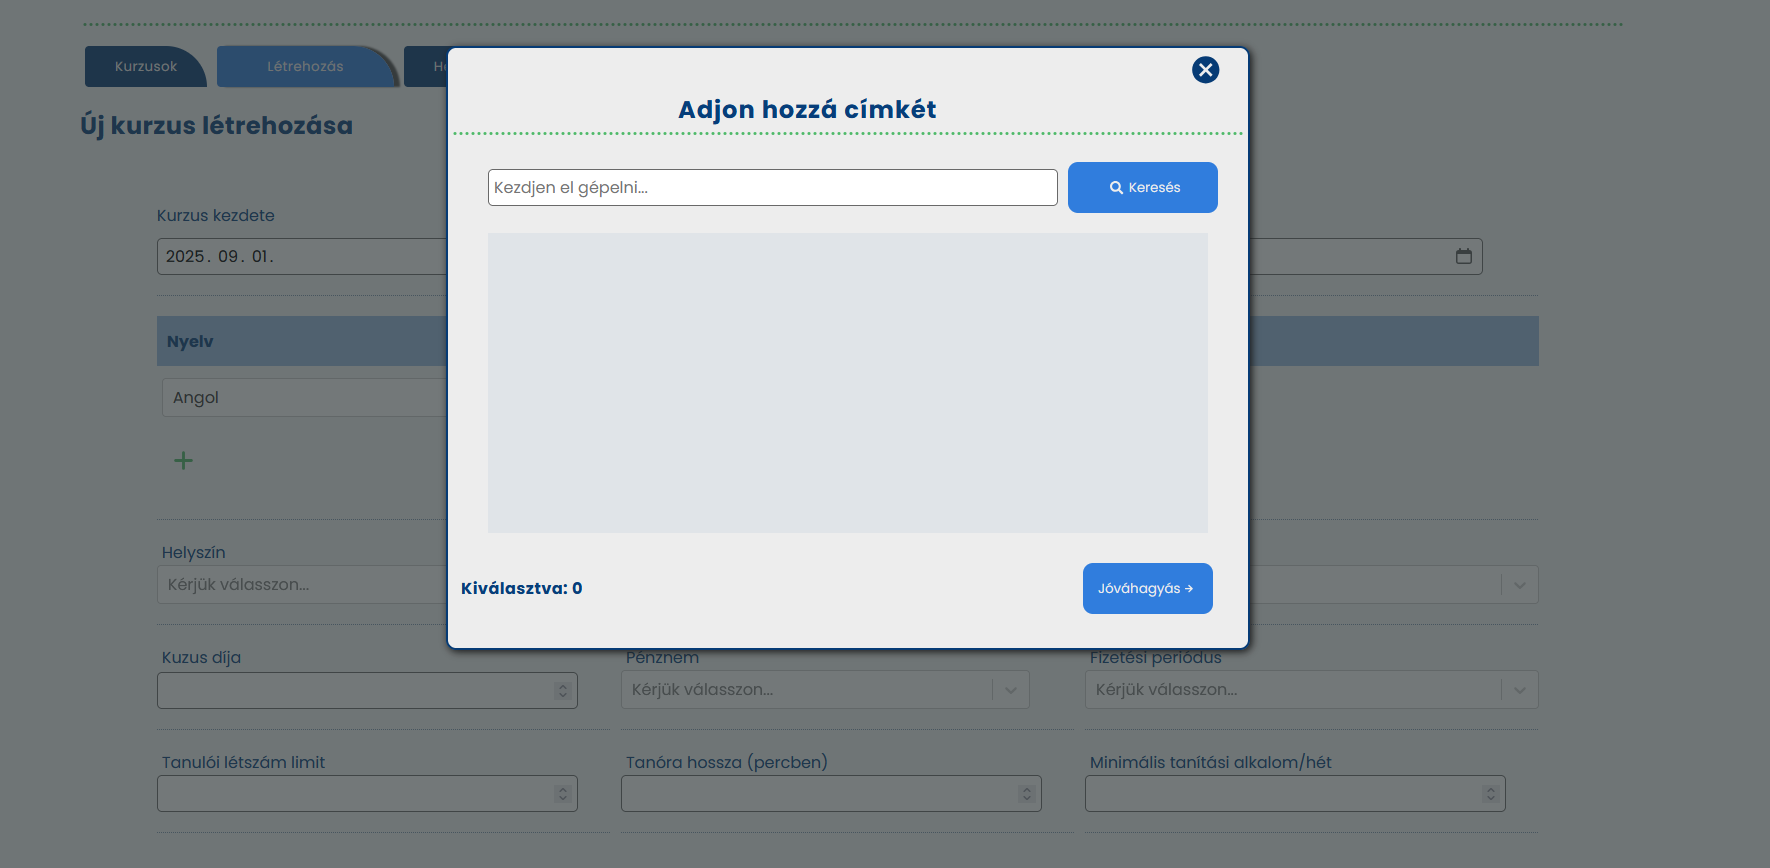 Kurzusok
Létrehozás
Új kurzus létrehozása
Adjon hozzá címkét
Kezdjen el gépelni...
Keresés
Kurzus kezdete
2025. 09. 01.
Nyelv
Angol
Kiválasztva: 0
Jóváhagyás
Helyszín
Kérjük válasszon...
Kuzus díja
Pénznem
Fizetési periódus
Kérjük válasszon...
Kérjük válasszon...
Tanulói létszám limit
Tanóra hossza (percben)
Minimális tanítási alkalom/hét